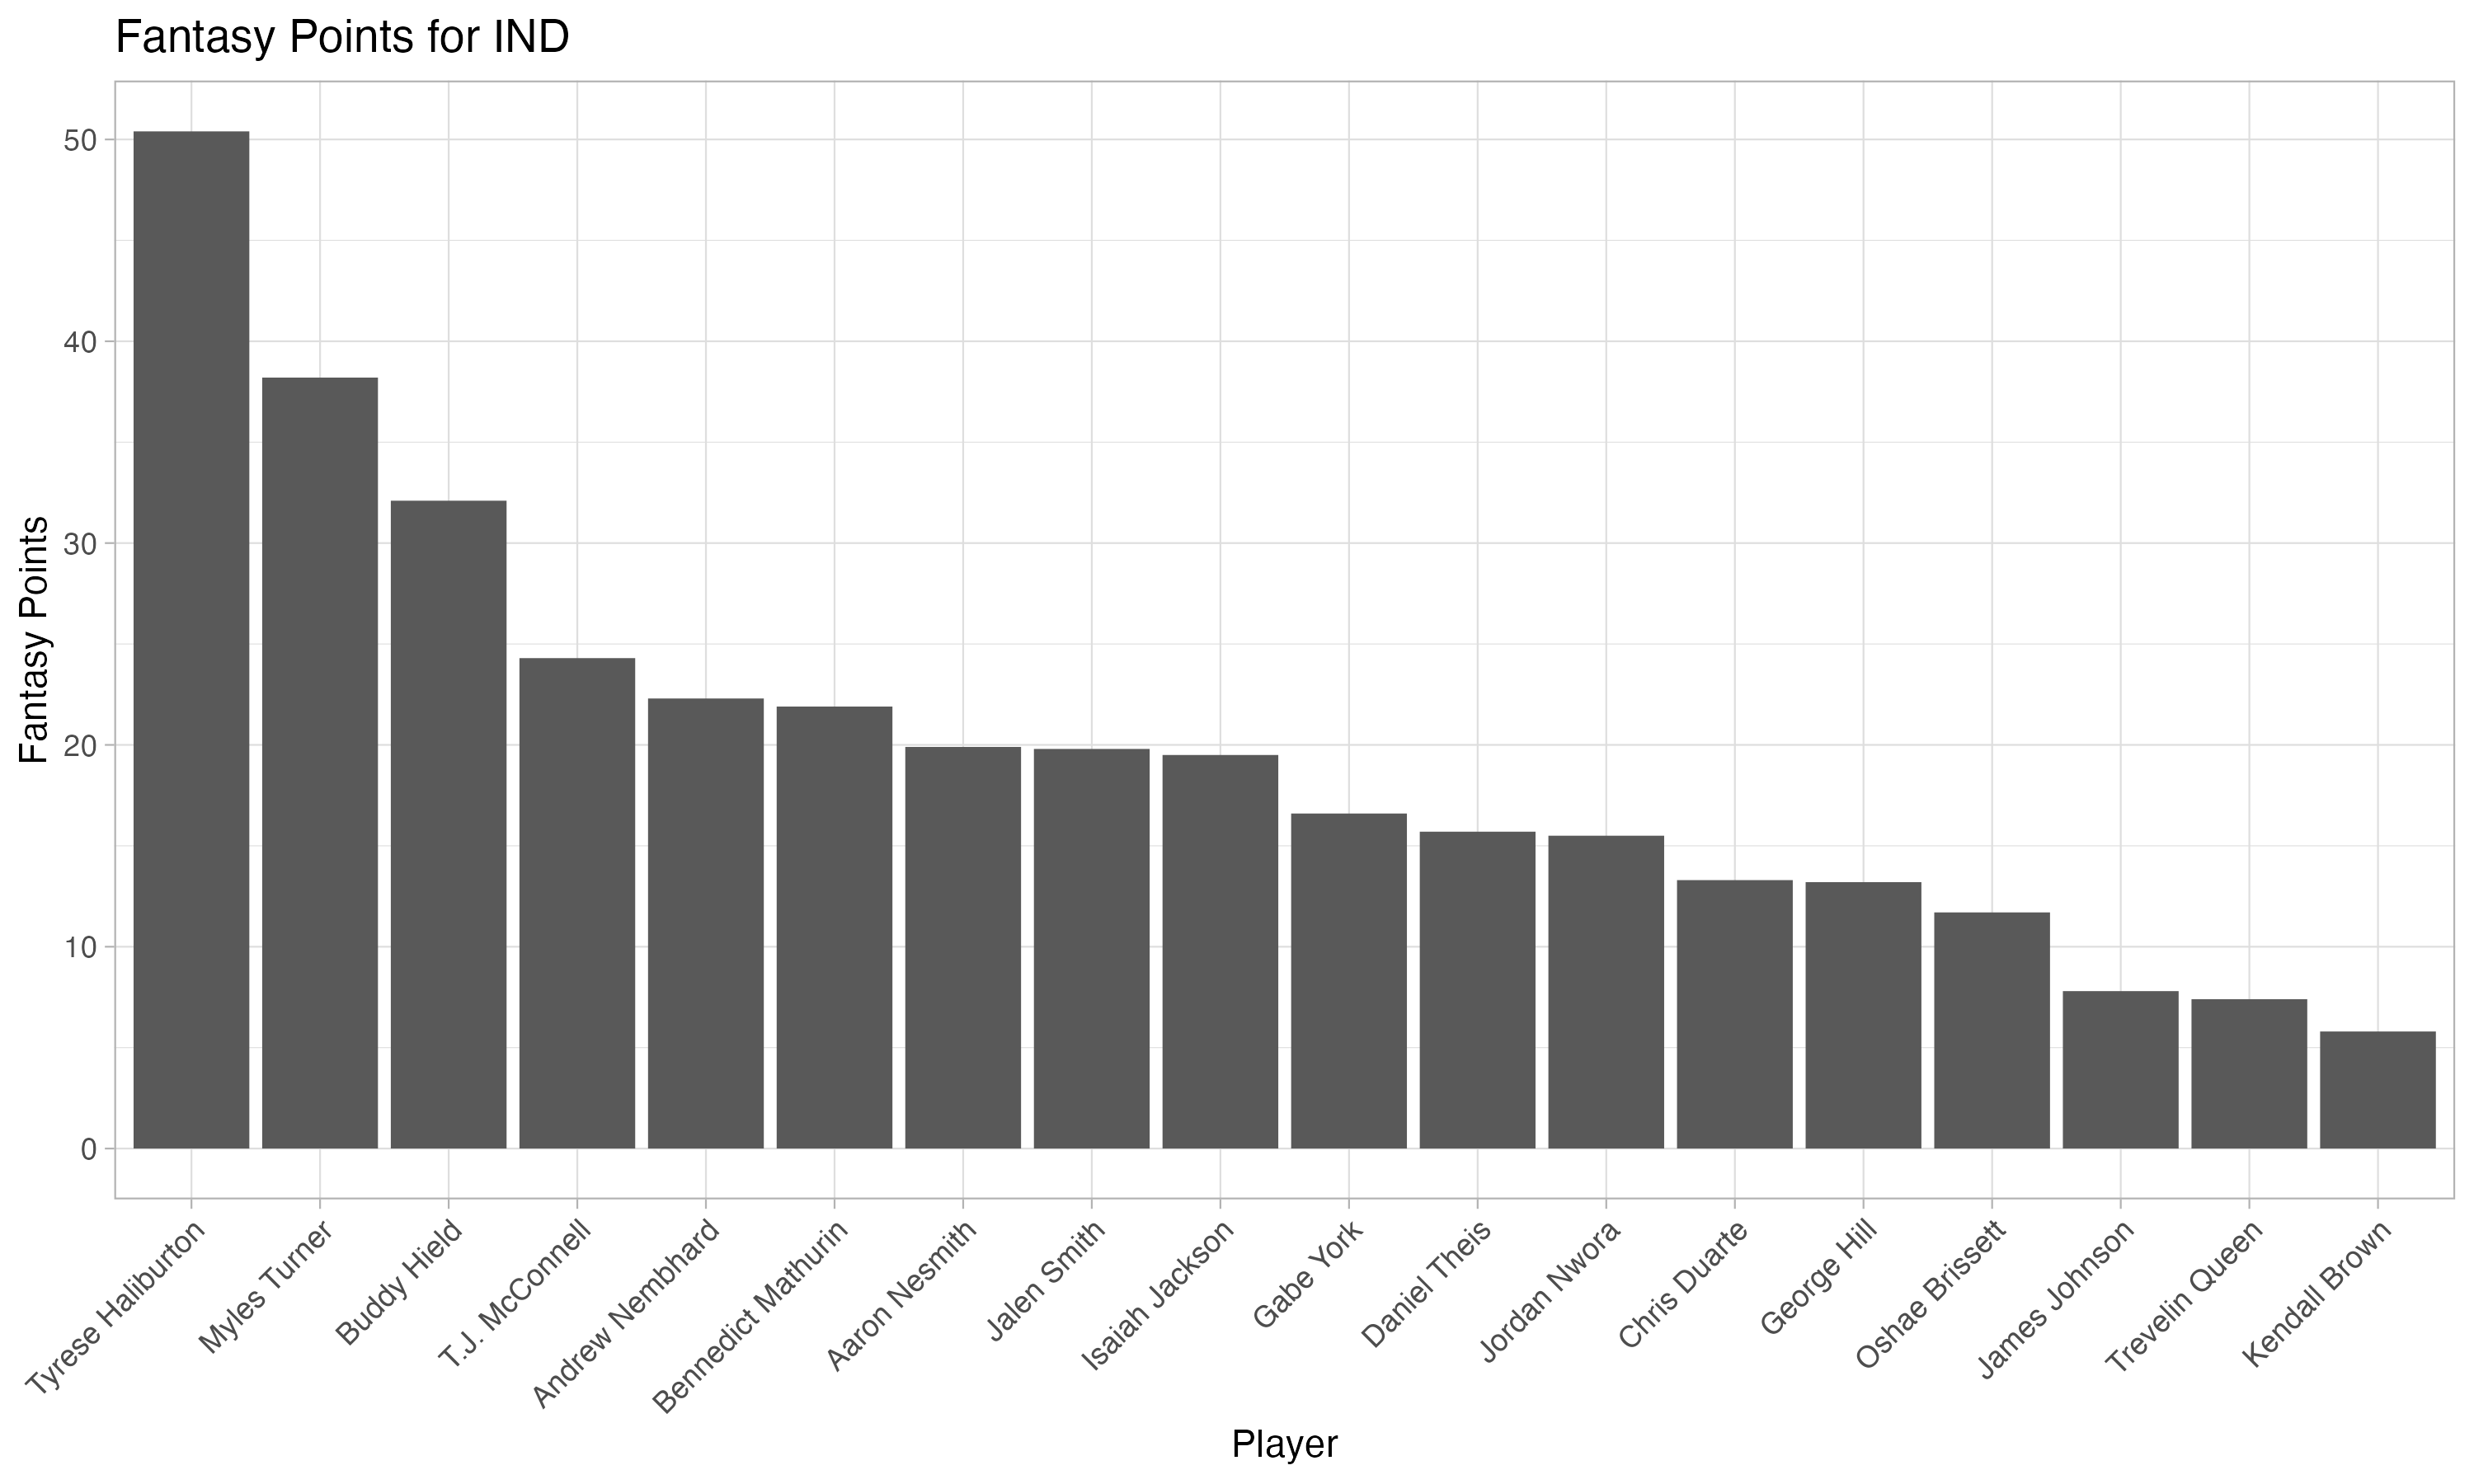 Fantasy Points for IND
Fantasy Points
50
40
30
20
10
0
Tyrese Haliburton
Myles Turner
Buddy Hield
T.J. McConnell
Andrew Nembhard
Bennedict Mathurin
Aaron Nesmith
Jalen Smith
Isaiah Jackson
Gabe York
Daniel Theis
Jordan Nwora
Chris Duarte
George Hill
Oshae Brissett
James Johnson
Trevelin Queen
Kendall Brown
Player